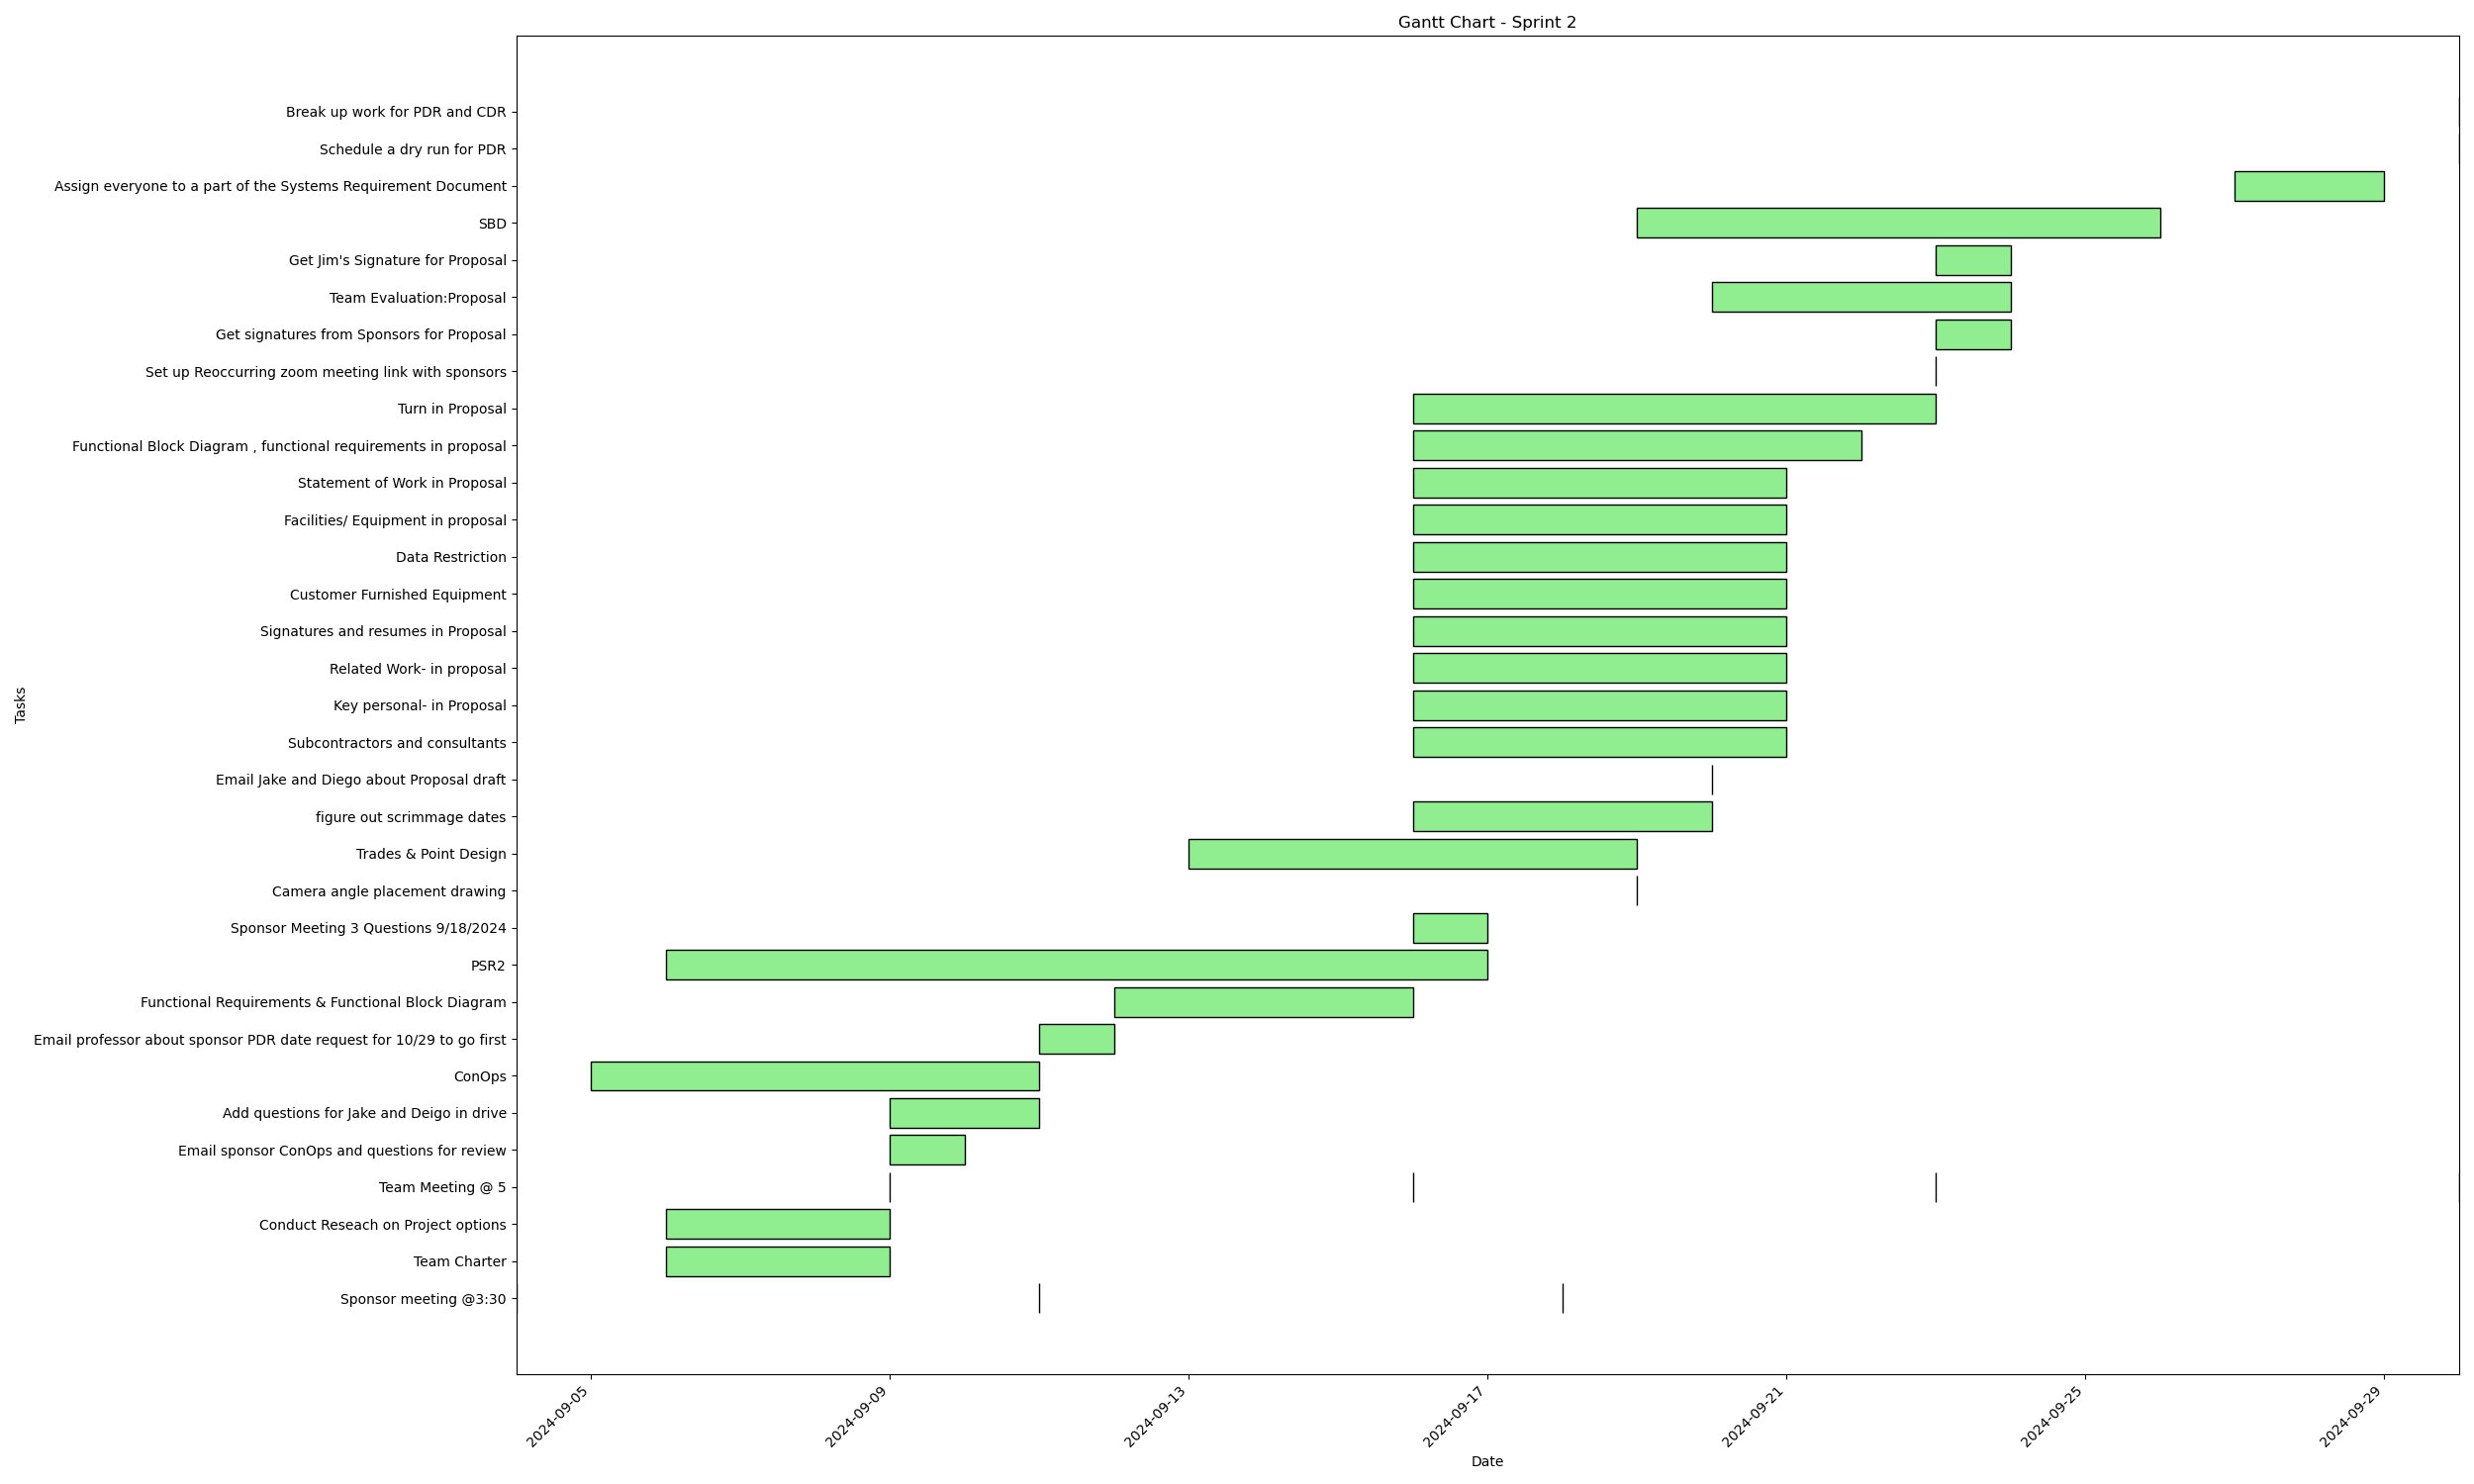 Gantt Chart - Sprint 2
Break up work for PDR and CDR
Schedule a dry run for PDR
Assign everyone to a part of the Systems Requirement Document
SBD
Get Jim's Signature for Proposal
Team Evaluation:Proposal
Get signatures from Sponsors for Proposal
Set up Reoccurring zoom meeting link with sponsors
Turn in Proposal
Functional Block Diagram , functional requirements in proposal
Statement of Work in Proposal
Facilities/ Equipment in proposal
Data Restriction
Customer Furnished Equipment
Signatures and resumes in Proposal
Related Work- in proposal
Key personal- in Proposal
Subcontractors and consultants
Email Jake and Diego about Proposal draft
figure out scrimmage dates
Trades & Point Design
Camera angle placement drawing
Sponsor Meeting 3 Questions 9/18/2024
PSR2
Functional Requirements & Functional Block Diagram
Email professor about sponsor PDR date request for 10/29 to go first
ConOps
Add questions for Jake and Deigo in drive
Email sponsor ConOps and questions for review
Team Meeting @ 5
Conduct Reseach on Project options
Team Charter
Sponsor meeting @3:30
Tasks
2024-09-05
2024-09-09
2024-09-13
2024-09-17
2024-09-21
2024-09-25
2024-09-29
Date